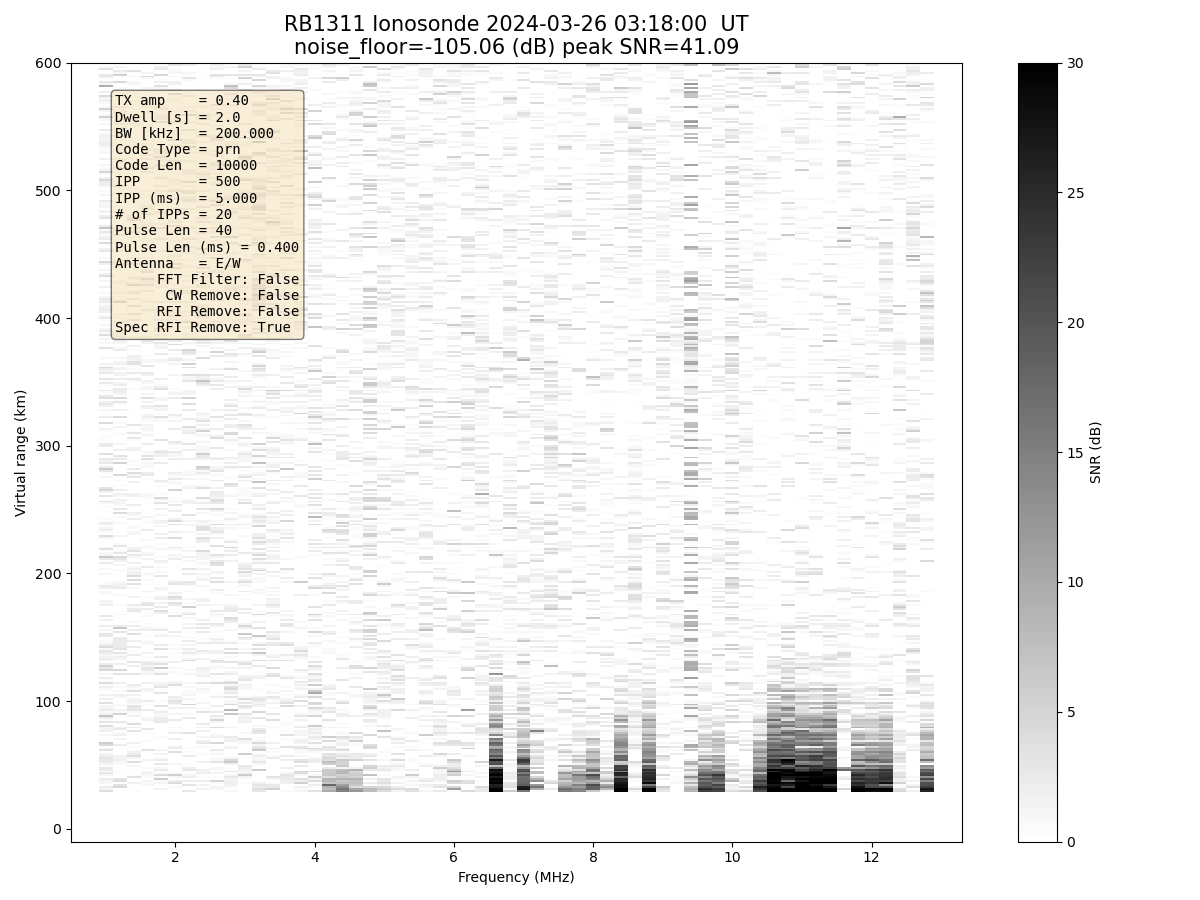 RB1311 Ionosonde 2024-03-26 03:18:00  UT
noise_floor=-105.06 (dB) peak SNR=41.09
TX amp    = 0.40
Dwell [s] = 2.0
BW [kHz]  = 200.000
Code Type = prn
Code Len  = 10000
IPP       = 500
IPP (ms)  = 5.000
# of IPPs = 20
Pulse Len = 40
Pulse Len (ms) = 0.400
Antenna   = E/W
FFT Filter: False
CW Remove: False
RFI Remove: False
Spec RFI Remove: True
600
500
400
300
200
100
0
Virtual range (km)
2
4
6
8
10
12
Frequency (MHz)
30
25
20
15
10
5
0
SNR (dB)